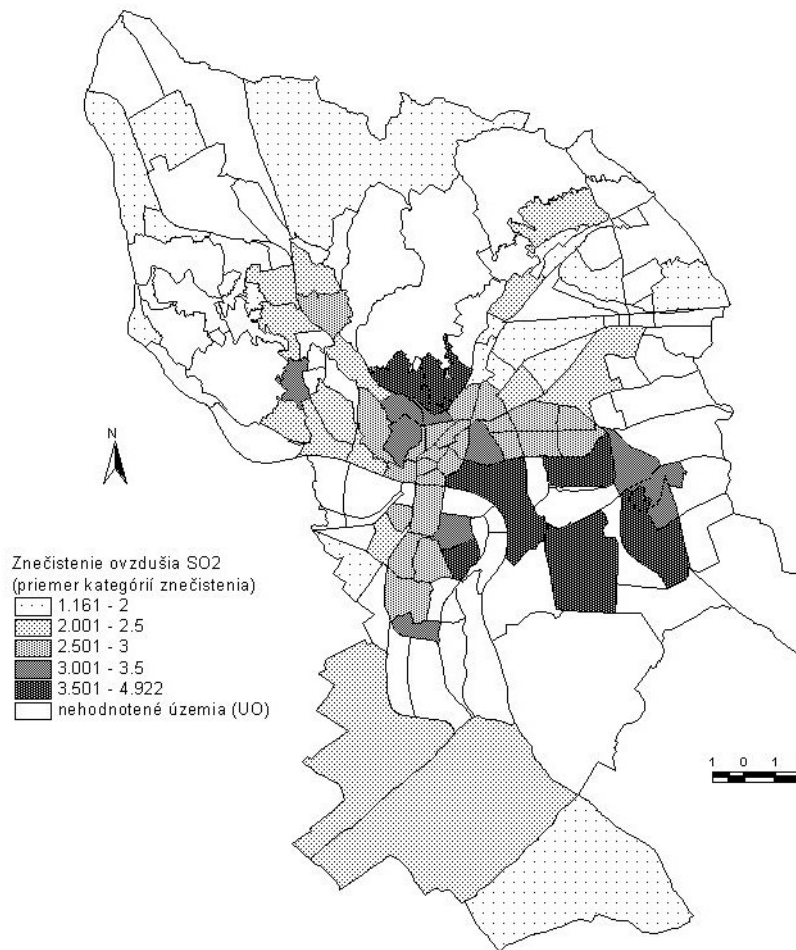 N
Znečistenie ovzdušia SO2
(priemer kategórií znečistenia)
1.161 - 2
2.001 - 2.5
2.501 - 3
3.001 - 3.5
3.501 - 4.922
nehodnotené územia (UO)
1 0 1